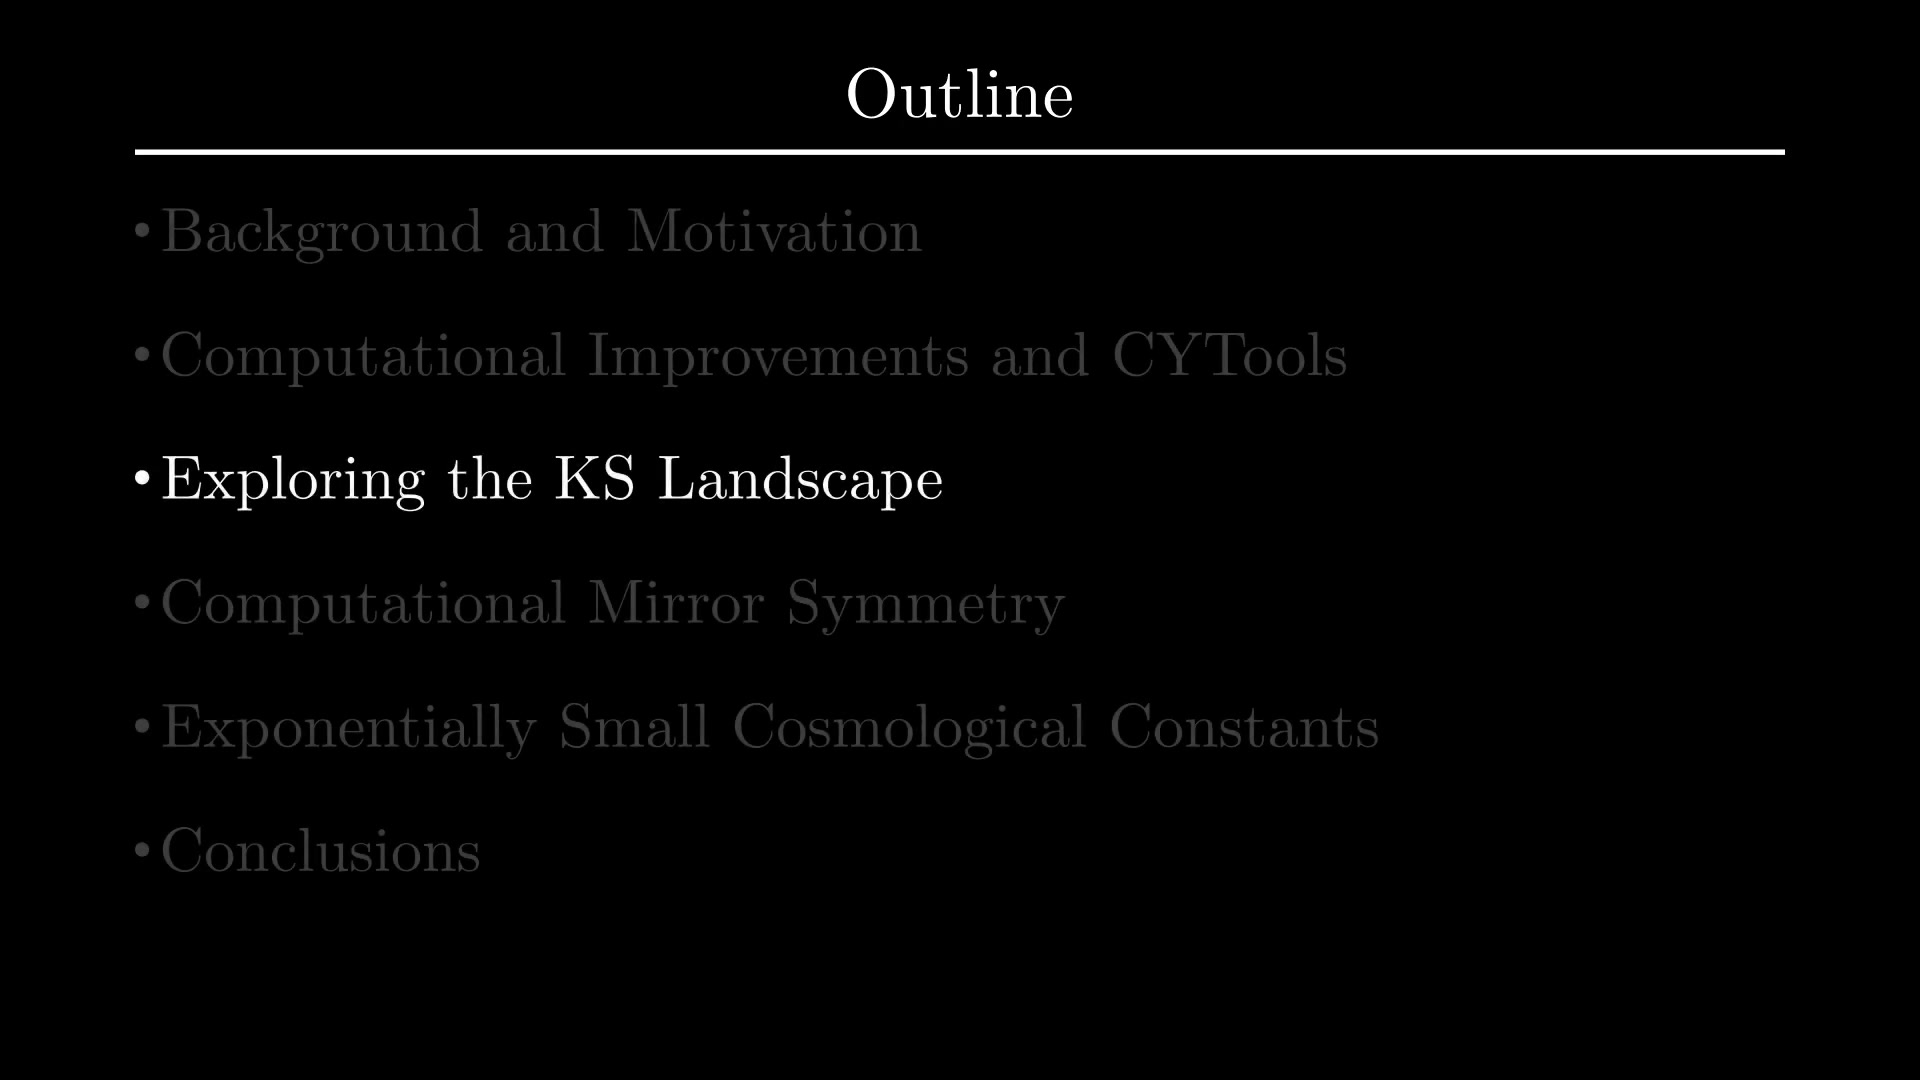 Outline
• Background and Motivation
• Computational Improvements and CYTools
• Exploring the KS Landscape
• Computational Mirror Symmetry
• Exponentially Small Cosmological Constants
• Conclusions